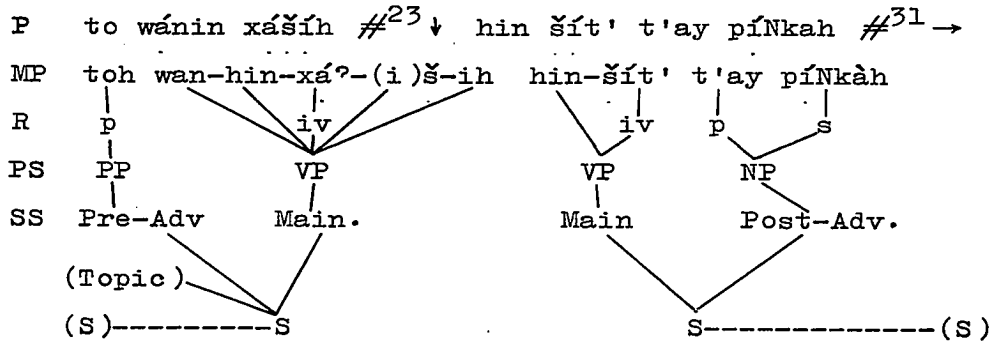 P to wánin xášíh #23 ↓ hin šít' t'ay píNkah #31 →
MP toh wan-hin-xá?-(i)š-ih hin-šít' t'ay píNkàh
R p iv iv p s
PS PP VP VP NP
SS Pre-Adv Main. Main Post-Adv.
(Topic)
(S)------------S S---------------(S)